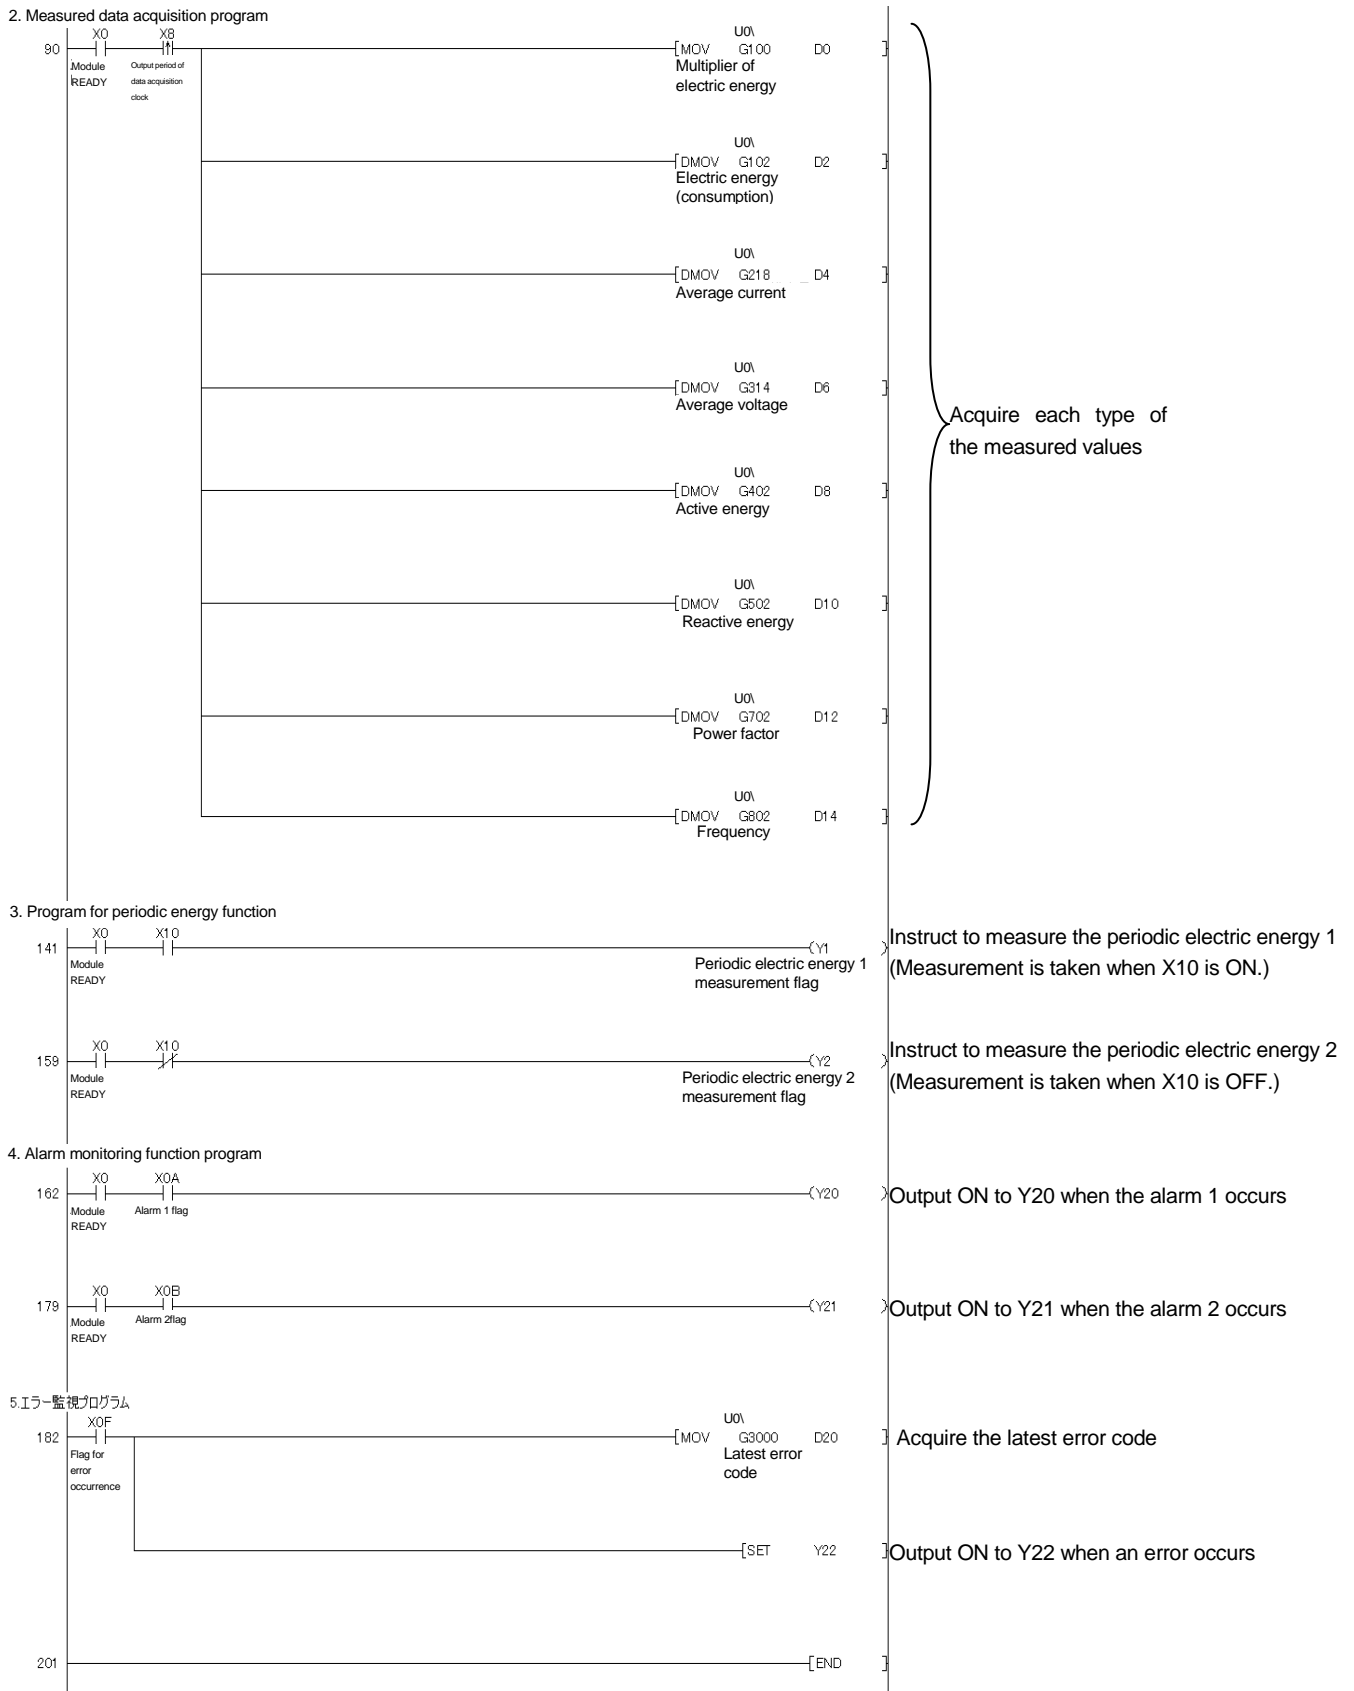 2. Measured data acquisition program
X0 X8 U0\
90 [MOV G100 D0 ]
Module READY
Output period of data acquisition clock
Multiplier of
electric energy
U0\
[DMOV G102 D2 ]
Electric energy
(consumption)
U0\
[DMOV G218 D4 ]
Average current
U0\
[DMOV G314 D6 ]
Average voltage
Acquire each type of
the measured values
U0\
[DMOV G402 D8 ]
Active energy
U0\
[DMOV G502 D10 ]
Reactive energy
U0\
[DMOV G702 D12 ]
Power factor
U0\
[DMOV G802 D14 ]
Frequency
3. Program for periodic energy function
X0 X10
141 (Y1 )
Module
READY
Periodic electric energy 1
measurement flag
Instruct to measure the periodic electric energy 1
(Measurement is taken when X10 is ON.)
X0 X10
159 (Y2 )
Module
READY
Periodic electric energy 2
measurement flag
Instruct to measure the periodic electric energy 2
(Measurement is taken when X10 is OFF.)
4. Alarm monitoring function program
X0 X0A
162 (Y20 ) Output ON to Y20 when the alarm 1 occurs
Module
READY
Alarm 1 flag
X0 X0B
179 (Y21 ) Output ON to Y21 when the alarm 2 occurs
Module
READY
Alarm 2flag
5.エラー監視プログラム
X0F U0\
182 [MOV G3000 D20 ] Acquire the latest error code
Flag for
error
occurrence
Latest error
code
[SET Y22 ] Output ON to Y22 when an error occurs
201 [END ]